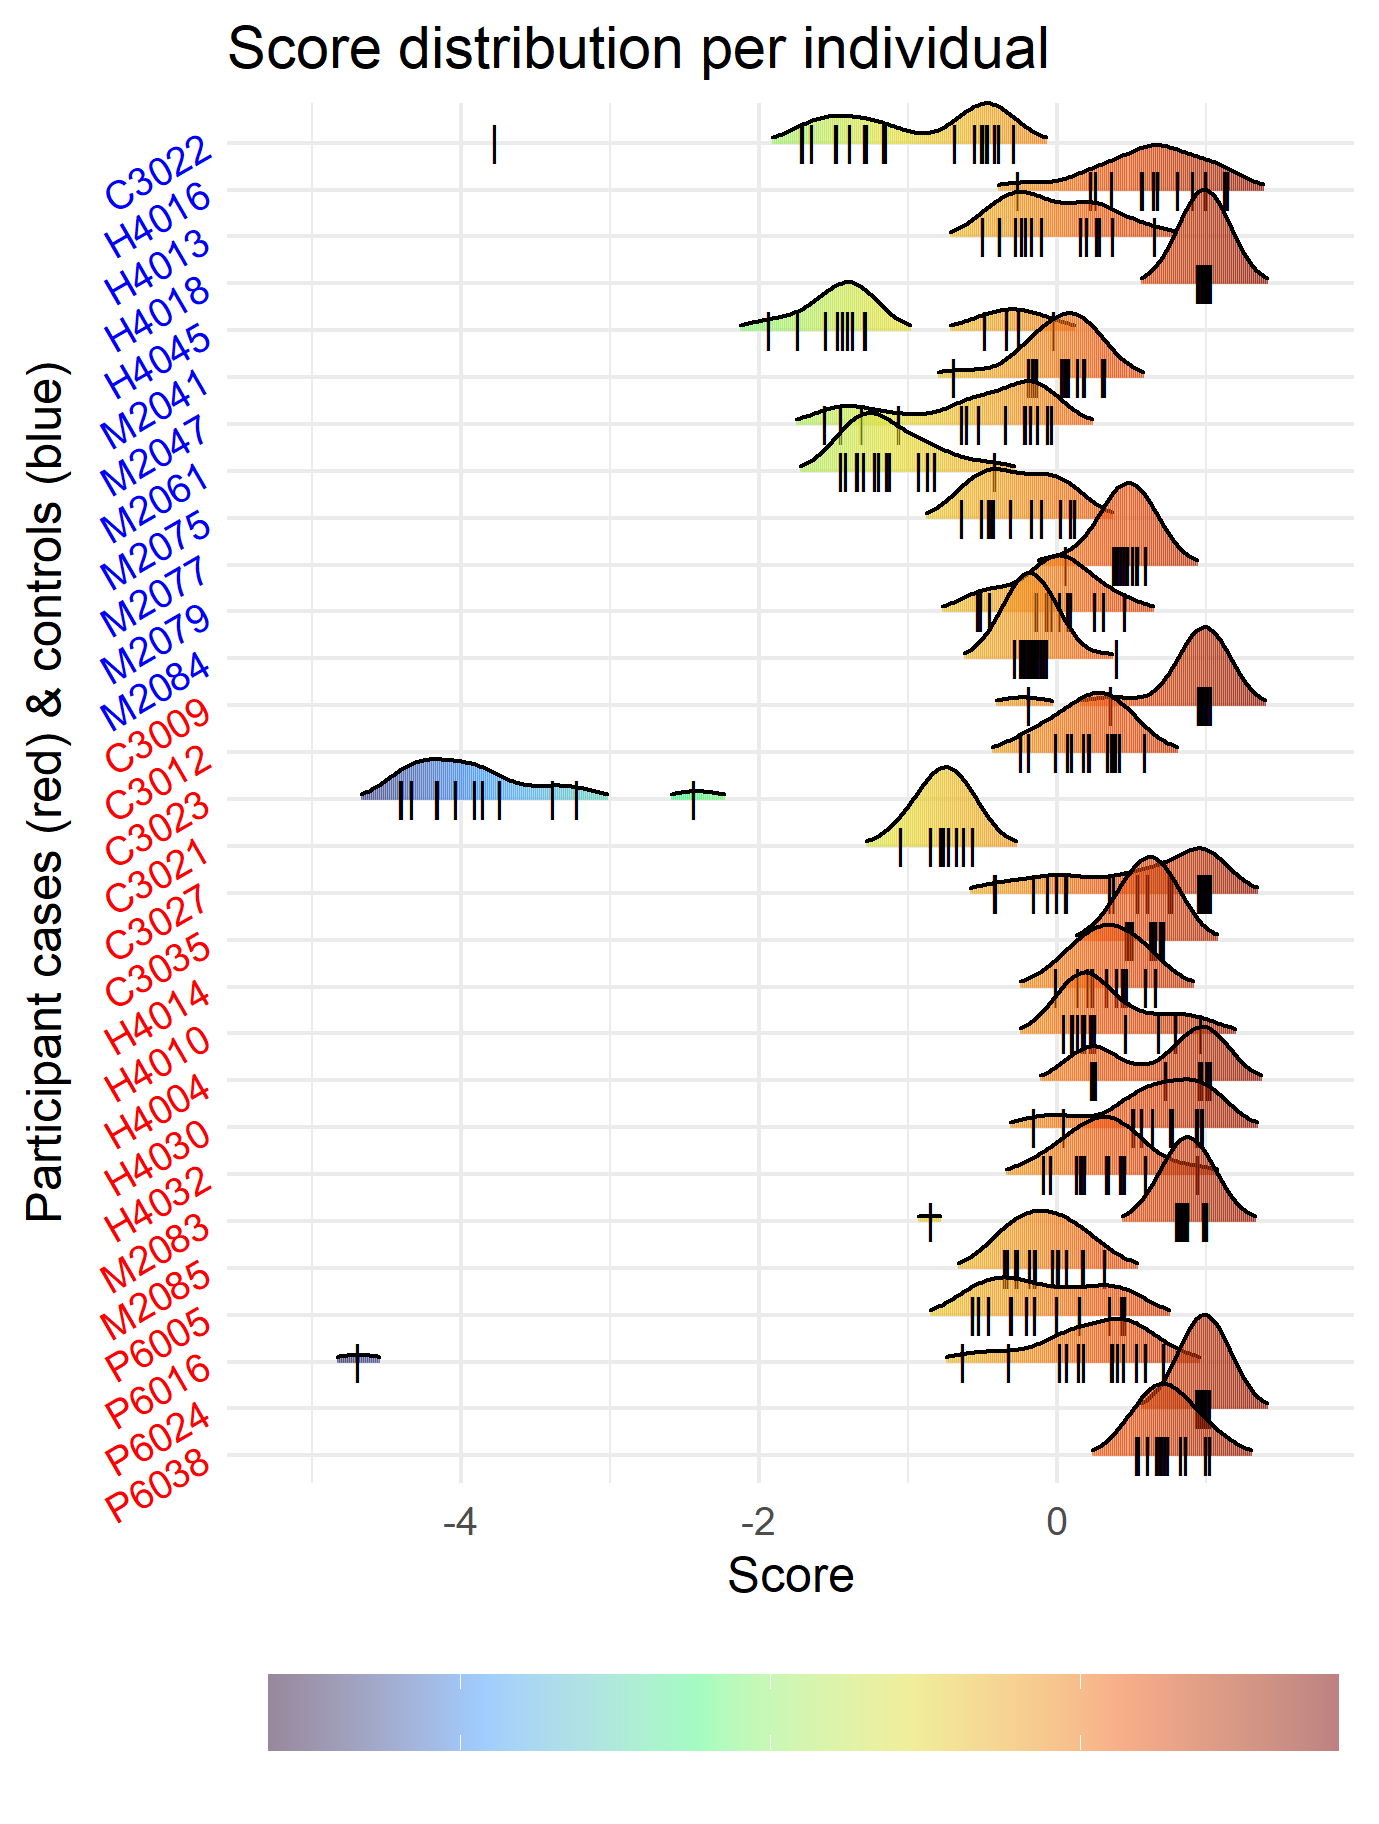 Score distribution per individual
Participant cases (red) & controls (blue)
C3022
H4016
H4013
H4018
H4045
M2041
M2047
M2061
M2075
M2077
M2079
M2084
C3009
C3012
C3023
C3021
C3027
C3035
H4014
H4010
H4004
H4030
H4032
M2083
M2085
P6005
P6016
P6024
P6038
-4 -2 0
Score